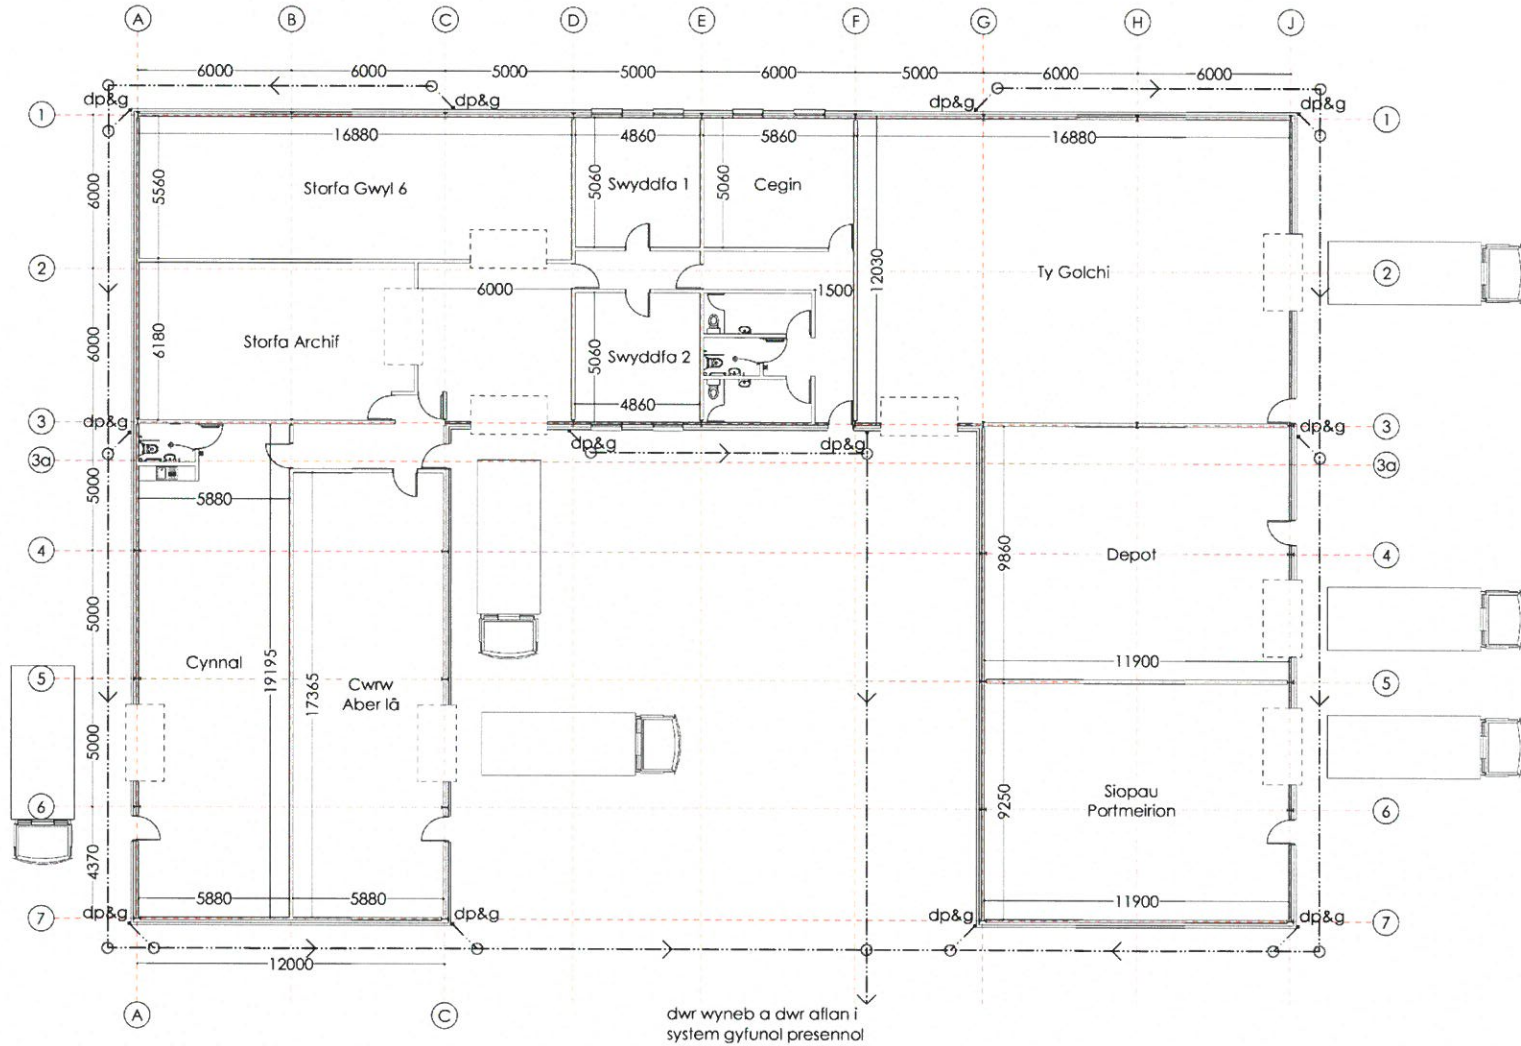 A B C D E F G H J
6000 6000 5000 5000 6000 5000 6000 6000
dp&g dp&g dp&g dp&g
1 1
16880 4860 5860 16880
6000 5560 Storfa Gwyl 6 5060 Swyddfa 1 5060 Cegin
12030 Ty Golchi
2 2
6000 1500
6000 6180 Storfa Archif 5060 Swyddfa 2
4860
3 3
dp&g dp&g dp&g dp&g
3a 3a
5000 5880
4 9860 Depot 4
5000
Cynnal 19195 17365 11900
5 Cwrw 5
Aber Iâ
5000
6 9250 Siopau 6
Portmeirion
4370
5880 5880 11900
7 dp&g dp&g dp&g dp&g 7
12000
A C
dwr wyneb a dwr aflan i
system gyfunol presennol